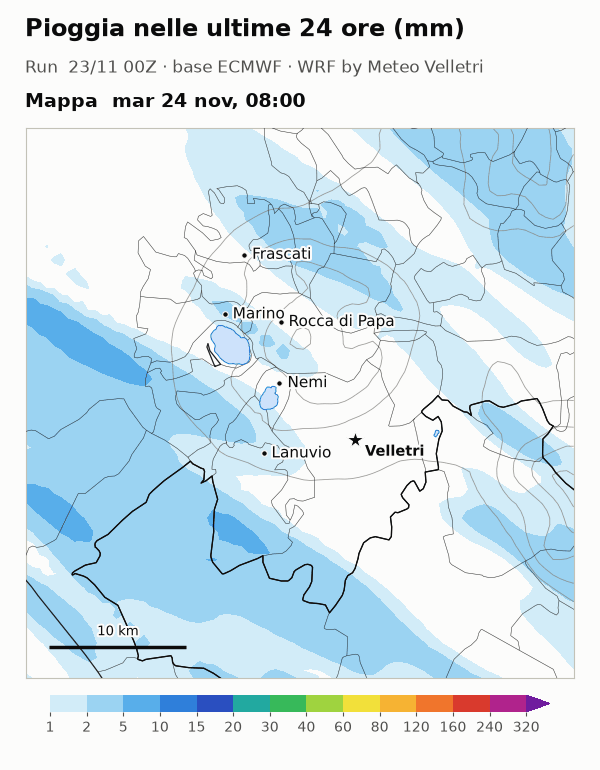 Pioggia nelle ultime 24 ore (mm)
Run 23/11 00Z · base ECMWF · WRF by Meteo Velletri
Mappa mar 24 nov, 08:00
Frascati
Marino
Rocca di Papa
Nemi
Velletri
Lanuvio
10 km
1 2 5 10 15 20 30 40 60 80 120 160 240 320